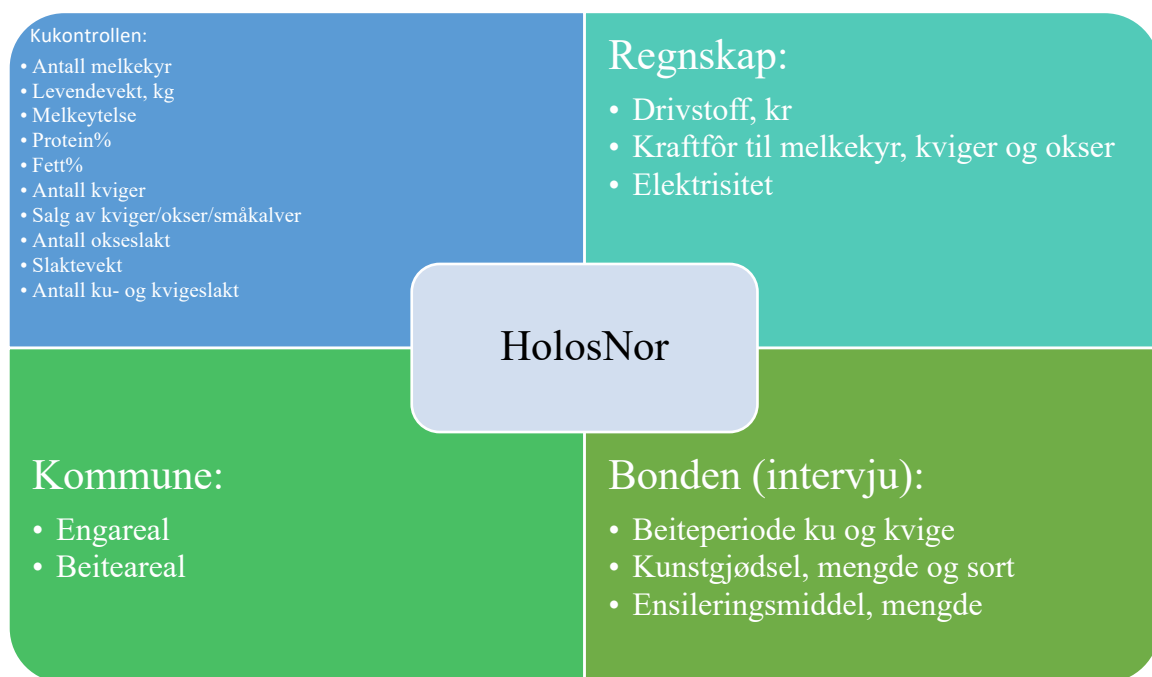 Kukontrollen:
• Antall melkekyr
• Levendevekt, kg
• Melkeytelse
• Protein%
• Fett%
• Antall kviger
• Salg av kviger/okser/småkalver
• Antall okseslakt
• Slaktevekt
• Antall ku- og kvigeslakt
Regnskap:
• Drivstoff, kr
• Kraftfôr til melkekyr, kviger og okser
• Elektrisitet
HolosNor
Kommune:
• Engareal
• Beiteareal
Bonden (intervju):
• Beiteperiode ku og kvige
• Kunstgjødsel, mengde og sort
• Ensileringsmiddel, mengde